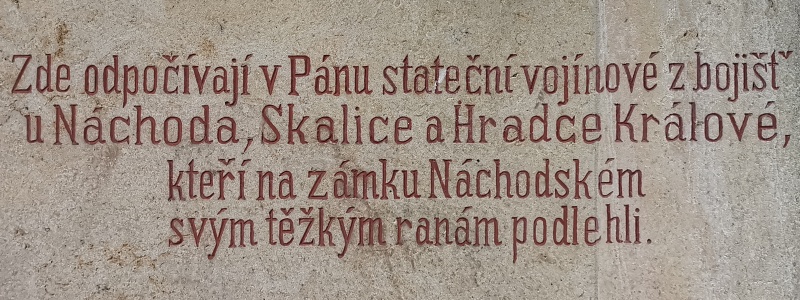 Zde odpočívají v Pánu stateční vojínové z bojišť
u Náchoda, Skalice a Hradce Králové,
kteří na zámku Náchodském
svým těžkým ranám podlehli.